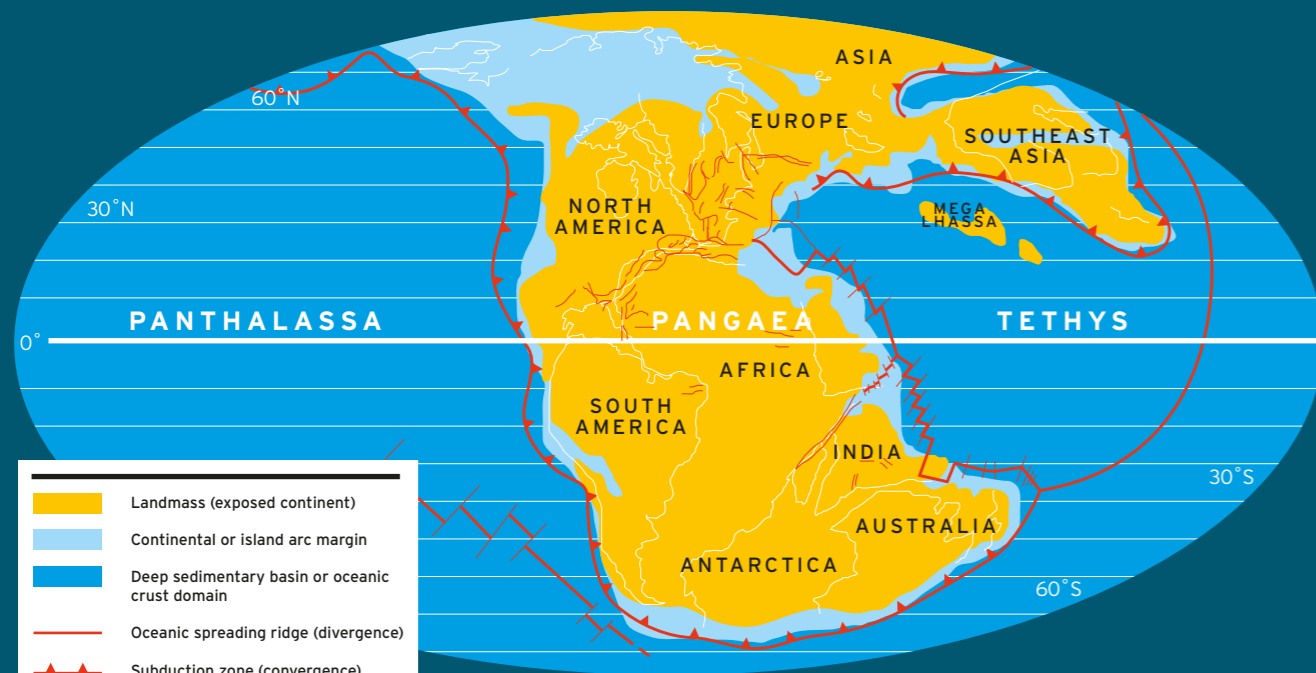 ASIA
60°N
EUROPE
SOUTHEAST
ASIA
30°N
NORTH
AMERICA
MEGA
LHASSA
PANTHALASSA
PANGAEA
TETHYS
0°
AFRICA
SOUTH
AMERICA
INDIA
30°S
AUSTRALIA
ANTARCTICA
60°S
Landmass (exposed continent)
Continental or island arc margin
Deep sedimentary basin or oceanic
crust domain
Oceanic spreading ridge (divergence)
Subduction zone (convergence)